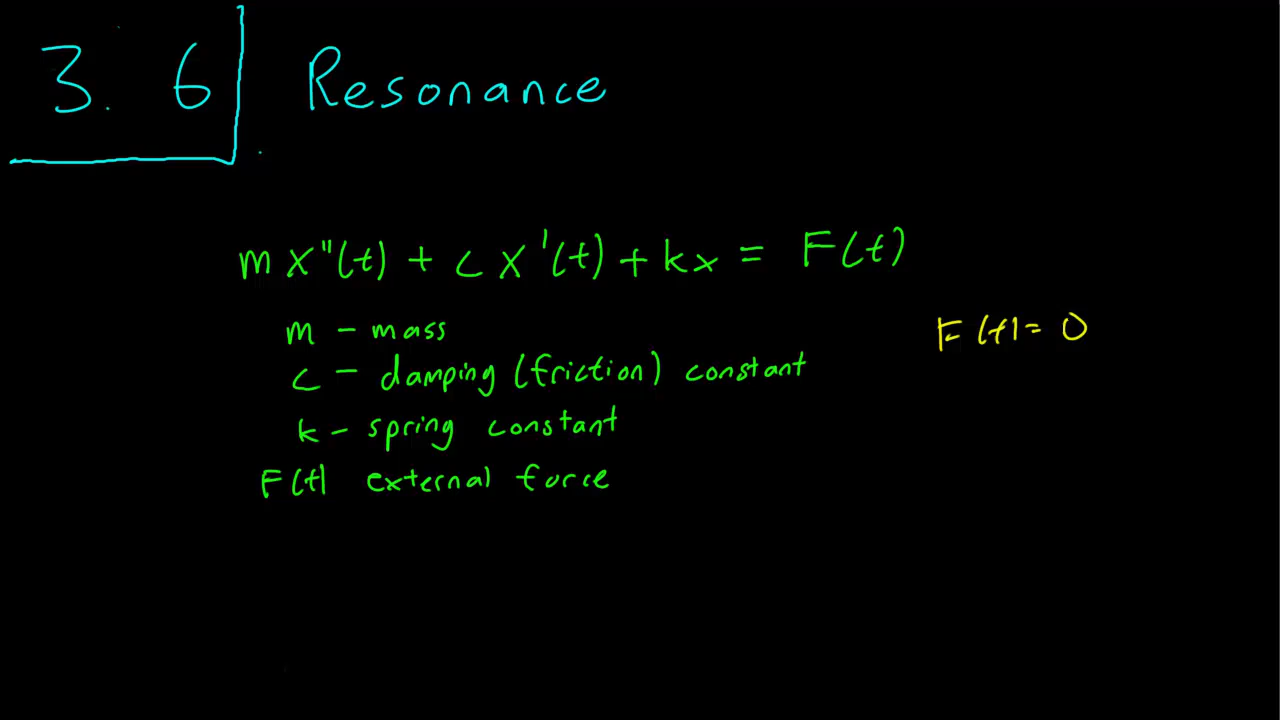 3. 6 Resonance
m x"(t) + c x'(t) + kx = F(t)
m - mass
F(t) = 0
c - damping (friction) constant
k - spring constant
F(t) external force